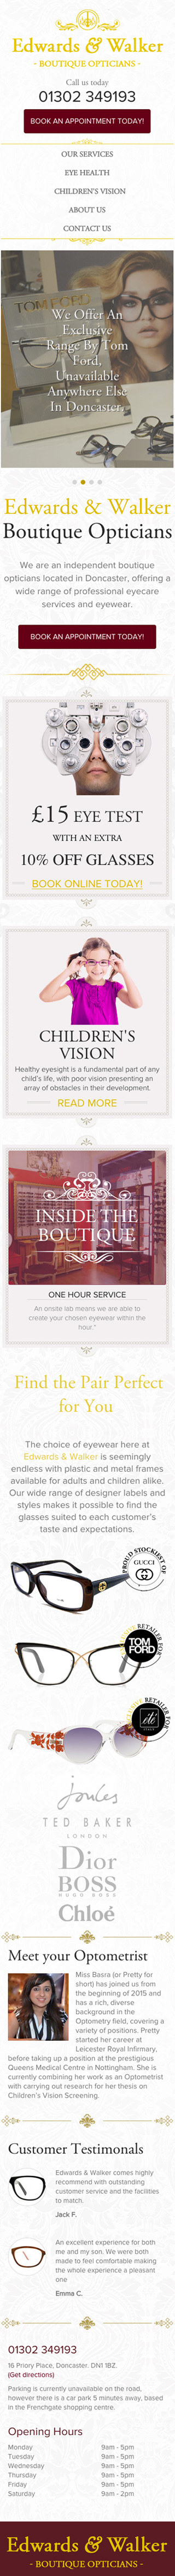 Edwards & Walker
- BOUTIQUE OPTICIANS -
Call us today
01302 349193
BOOK AN APPOINTMENT TODAY!
OUR SERVICES
EYE HEALTH
CHILDREN'S VISION
ABOUT US
CONTACT US
We Offer An
Exclusive
Range By Tom
Ford,
Unavailable
Anywhere Else
In Doncaster
Edwards & Walker
Boutique Opticians
We are an independent boutique
opticians located in Doncaster, offering a
wide range of professional eyecare
services and eyewear.
BOOK AN APPOINTMENT TODAY!
£15 EYE TEST
WITH AN EXTRA
10% OFF GLASSES
BOOK ONLINE TODAY!
CHILDREN'S
VISION
Healthy eyesight is a fundamental part of any
child's life, with poor vision presenting an
array of obstacles in their development.
READ MORE
INSIDE THE
BOUTIQUE
ONE HOUR SERVICE
An onsite lab means we are able to
create your chosen eyewear within the
hour.*
Find the Pair Perfect
for You
The choice of eyewear here at
Edwards & Walker is seemingly
endless with plastic and metal frames
available for adults and children alike.
Our wide range of designer labels and
styles makes it possible to find the
glasses suited to each customer's
taste and expectations.
PROUD STOCKIST OF
GUCCI
RETAILER FOR
TOM FORD
RETAILER FOR
Joules
TED BAKER
LONDON
Dior
BOSS
HUGO BOSS
Chloé
Meet your Optometrist
Miss Basra (or Pretty for
short) has joined us from
the beginning of 2015 and
has a rich, diverse
background in the
Optometry field, covering a
variety of positions. Pretty
started her career at
Leicester Royal Infirmary,
before taking up a position at the prestigious
Queens Medical Centre in Nottingham. She is
currently combining her work as an Optometrist
with carrying out research for her thesis on
Children's Vision Screening.
Customer Testimonals
Edwards & Walker comes highly
recommend with outstanding
customer service and the facilities
to match.
Jack F.
An excellent experience for both
me and my son. We were both
made to feel comfortable making
the whole experience a pleasant
one
Emma C.
01302 349193
16 Priory Place, Doncaster. DN1 1BZ.
(Get directions)
Parking is currently unavailable on the road,
however there is a car park 5 minutes away, based
in the Frenchgate shopping centre.
Opening Hours
Monday 9am - 5pm
Tuesday 9am - 5pm
Wednesday 9am - 5pm
Thursday 9am - 5pm
Friday 9am - 5pm
Saturday 9am - 2pm
Edwards & Walker
- BOUTIQUE OPTICIANS -